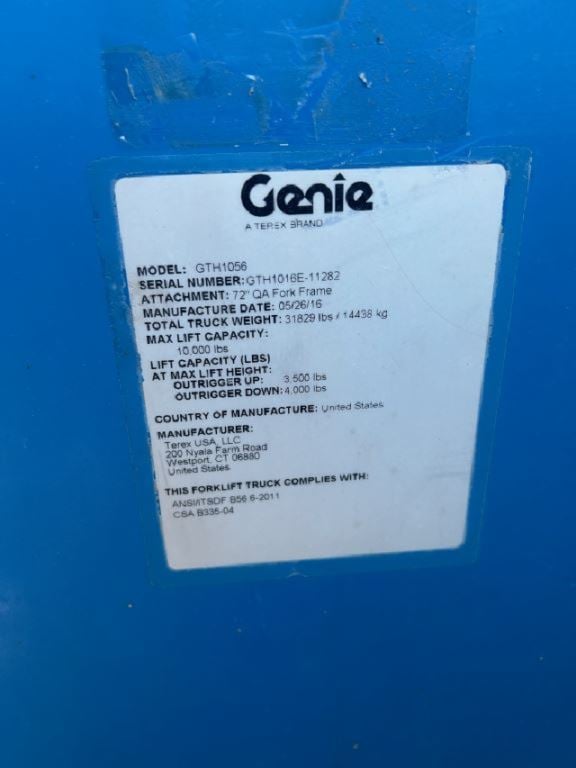 Genie
A TEREX BRAND
MODEL: GTH1056
SERIAL NUMBER: GTH1016E-11282
ATTACHMENT: 72" QA Fork Frame
MANUFACTURE DATE: 05/26/16
TOTAL TRUCK WEIGHT: 31829 lbs / 14438 kg
MAX LIFT CAPACITY:
10,000 lbs
LIFT CAPACITY (LBS)
AT MAX LIFT HEIGHT:
OUTRIGGER UP: 3,500 lbs
OUTRIGGER DOWN: 4,000 lbs
COUNTRY OF MANUFACTURE: United States
MANUFACTURER:
Terex USA, LLC
200 Nyala Farm Road
Westport, CT 06880
United States
THIS FORKLIFT TRUCK COMPLIES WITH:
ANSI/ITSDF B56.6-2011
CSA B335-04